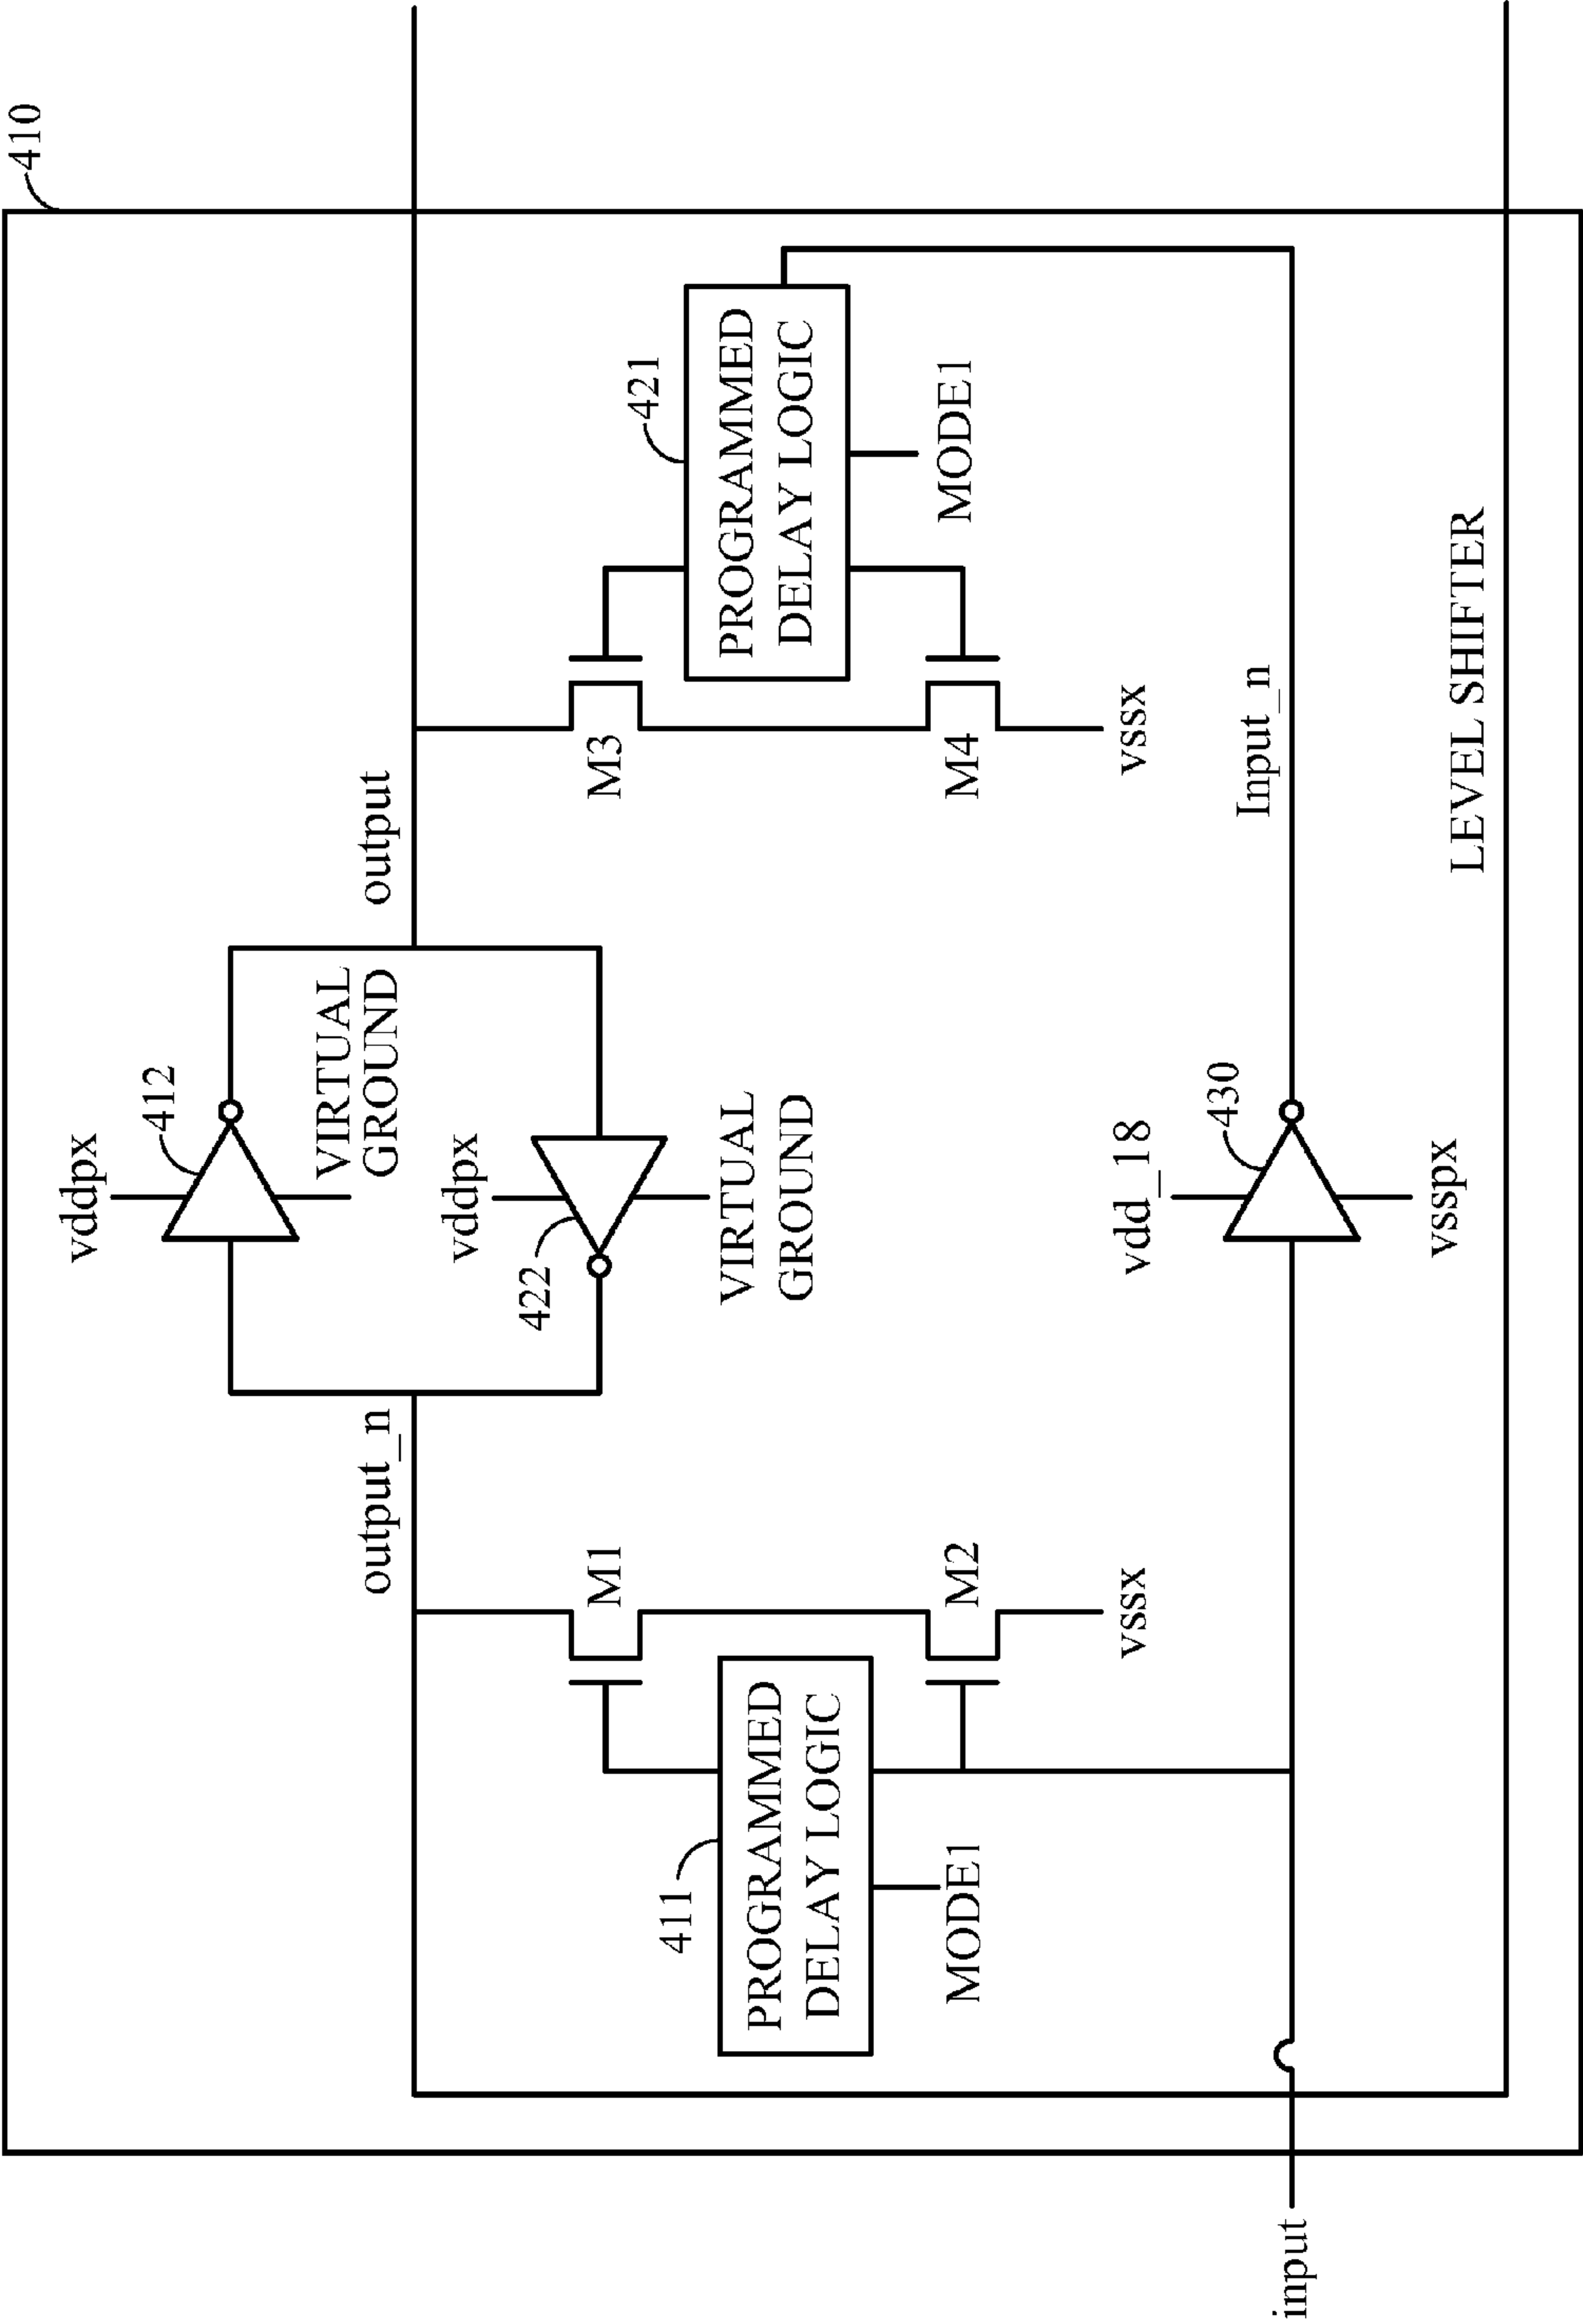 410
vddpx
412
VIRTUAL
GROUND
output_n
output
vddpx
422
VIRTUAL
GROUND
M1
M3
411
PROGRAMMED
DELAY LOGIC
421
PROGRAMMED
DELAY LOGIC
MODE1
M2
M4
MODE1
vssx
vssx
vdd_18
430
Input_n
input
vsspx
LEVEL SHIFTER